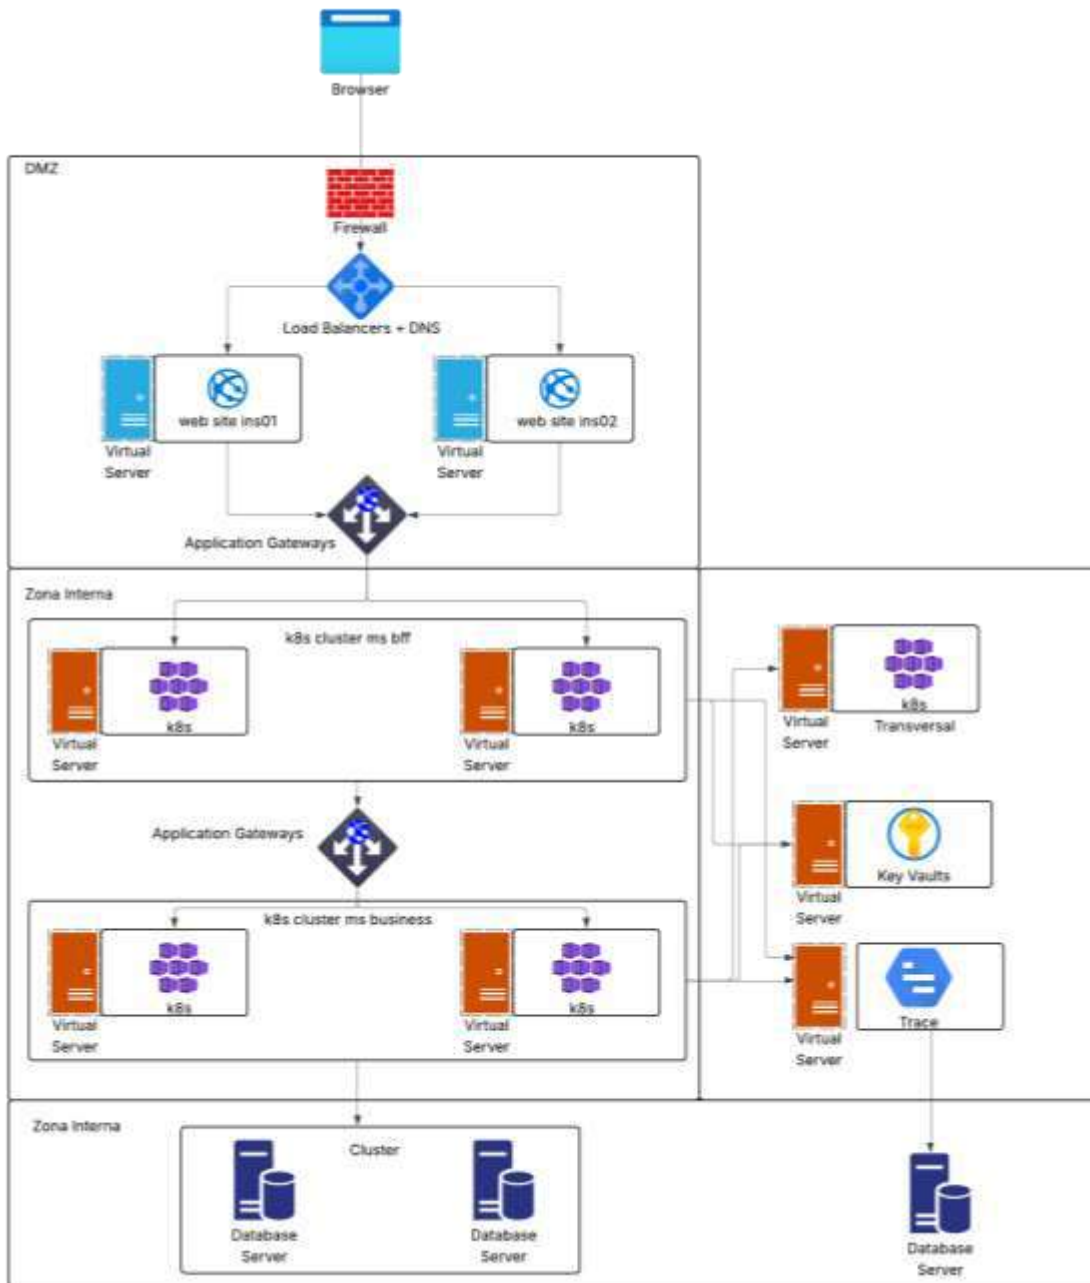 Browser
DMZ
Firewall
Load Balancers + DNS
web site ins01
web site ins02
Virtual
Server
Virtual
Server
Application Gateways
Zona Interna
k8s cluster ms bff
k8s
Virtual
Server
k8s
Virtual
Server
k8s
Transversal
Virtual
Server
Application Gateways
Key Vaults
Virtual
Server
k8s cluster ms business
k8s
Virtual
Server
k8s
Virtual
Server
Trace
Virtual
Server
Zona Interna
Cluster
Database
Server
Database
Server
Database
Server